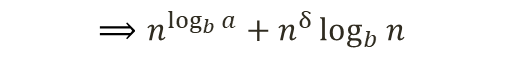 ⟹ n^{log_b a} + n^δ log_b n